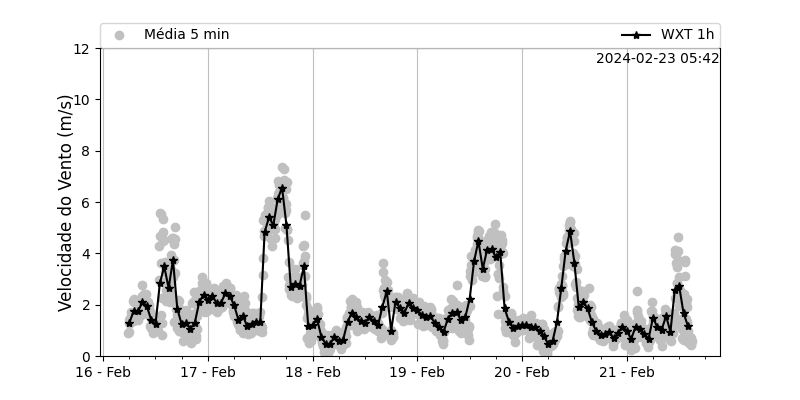 Média 5 min
WXT 1h
2024-02-23 05:42
12
10
8
6
4
2
0
Velocidade do Vento (m/s)
16 - Feb
17 - Feb
18 - Feb
19 - Feb
20 - Feb
21 - Feb